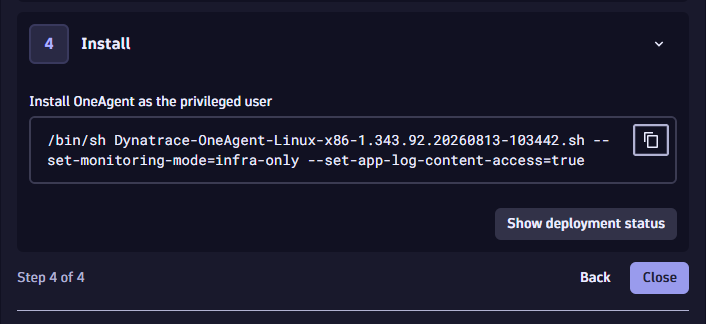 4
Install
Install OneAgent as the privileged user
/bin/sh Dynatrace-OneAgent-Linux-x86-1.343.92.20260813-103442.sh --
set-monitoring-mode=infra-only --set-app-log-content-access=true
Show deployment status
Step 4 of 4
Back
Close